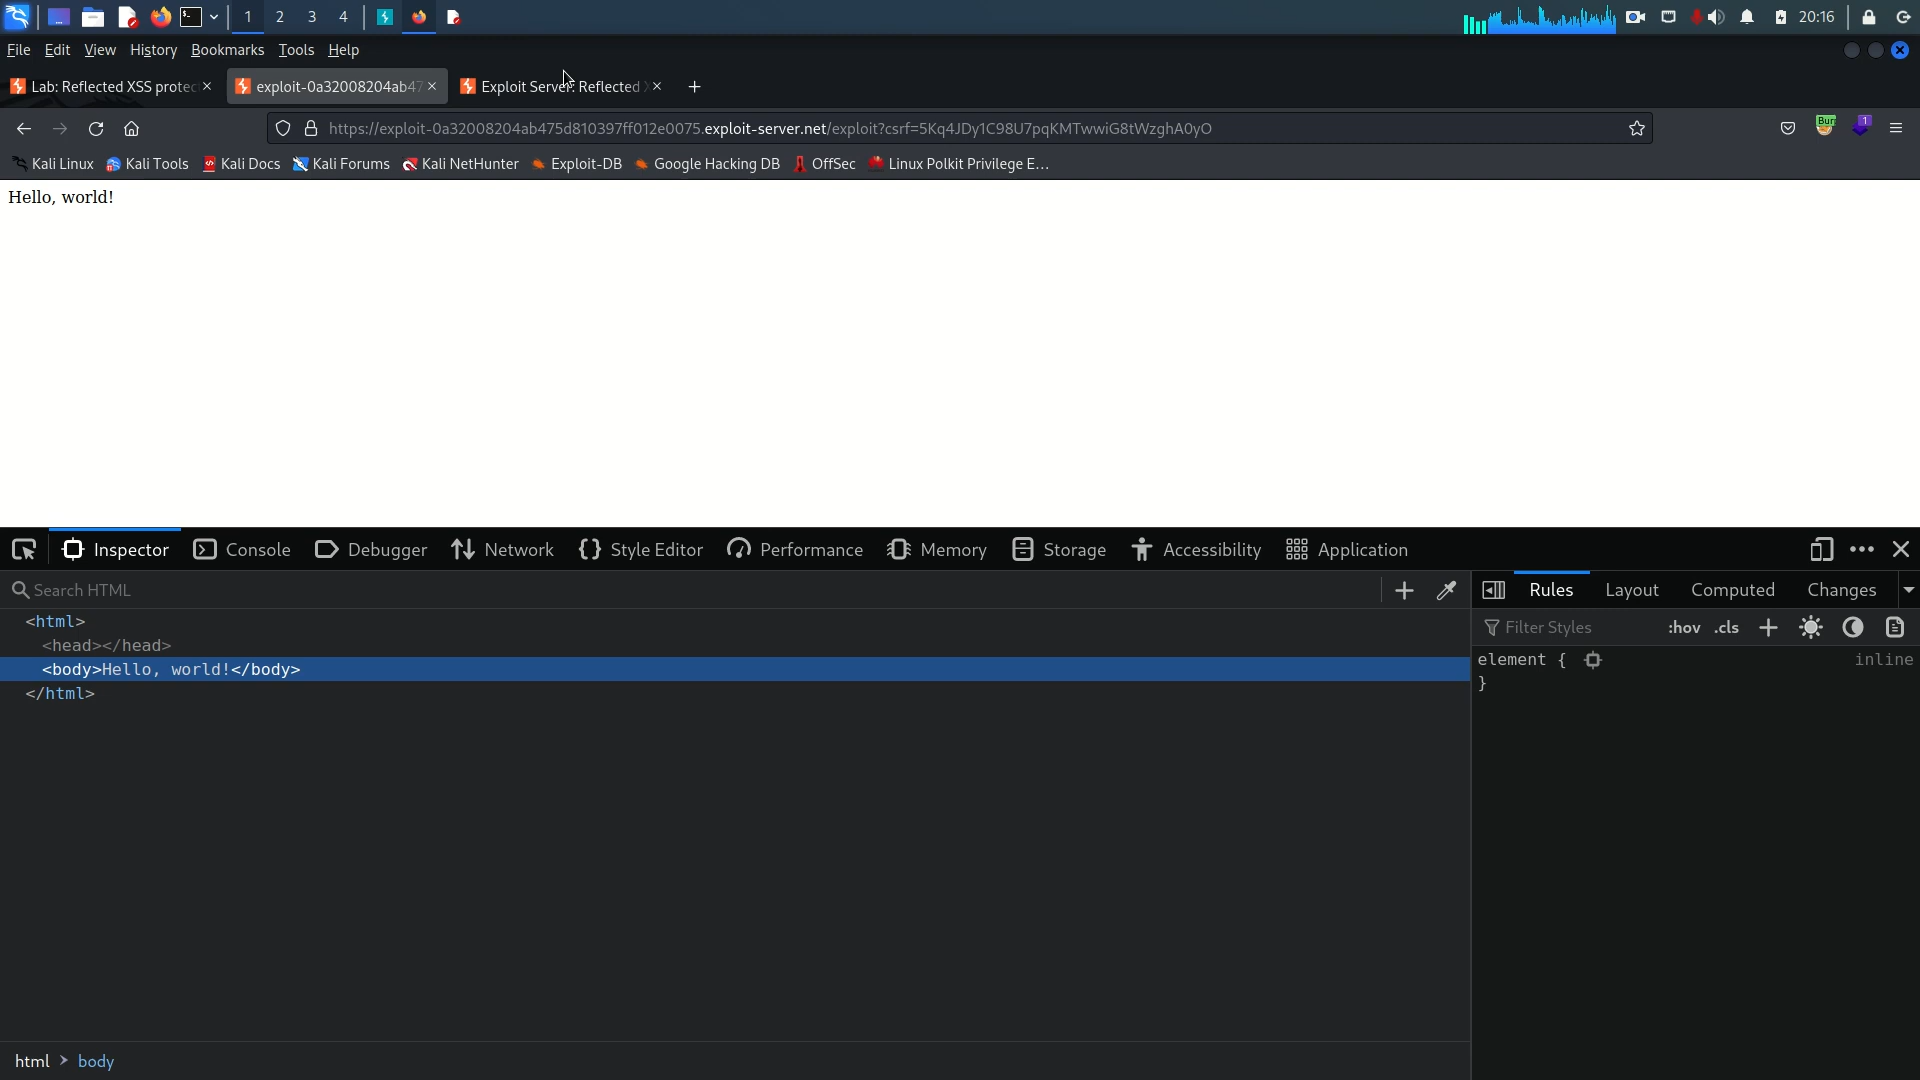 1 2 3 4 20:16
File Edit View History Bookmarks Tools Help
Lab: Reflected XSS protec exploit-0a32008204ab47 Exploit Server: Reflected
https://exploit-0a32008204ab475d810397ff012e0075.exploit-server.net/exploit?csrf=5Kq4JDy1C98U7pqKMTwwiG8tWzghA0yO Bur 1
Kali Linux Kali Tools Kali Docs Kali Forums Kali NetHunter Exploit-DB Google Hacking DB OffSec Linux Polkit Privilege E...
Hello, world!
Inspector Console Debugger Network Style Editor Performance Memory Storage Accessibility Application
Search HTML Rules Layout Computed Changes
<html>
<head></head>
<body>Hello, world!</body>
</html>
Filter Styles :hov .cls
element { inline
}
html > body